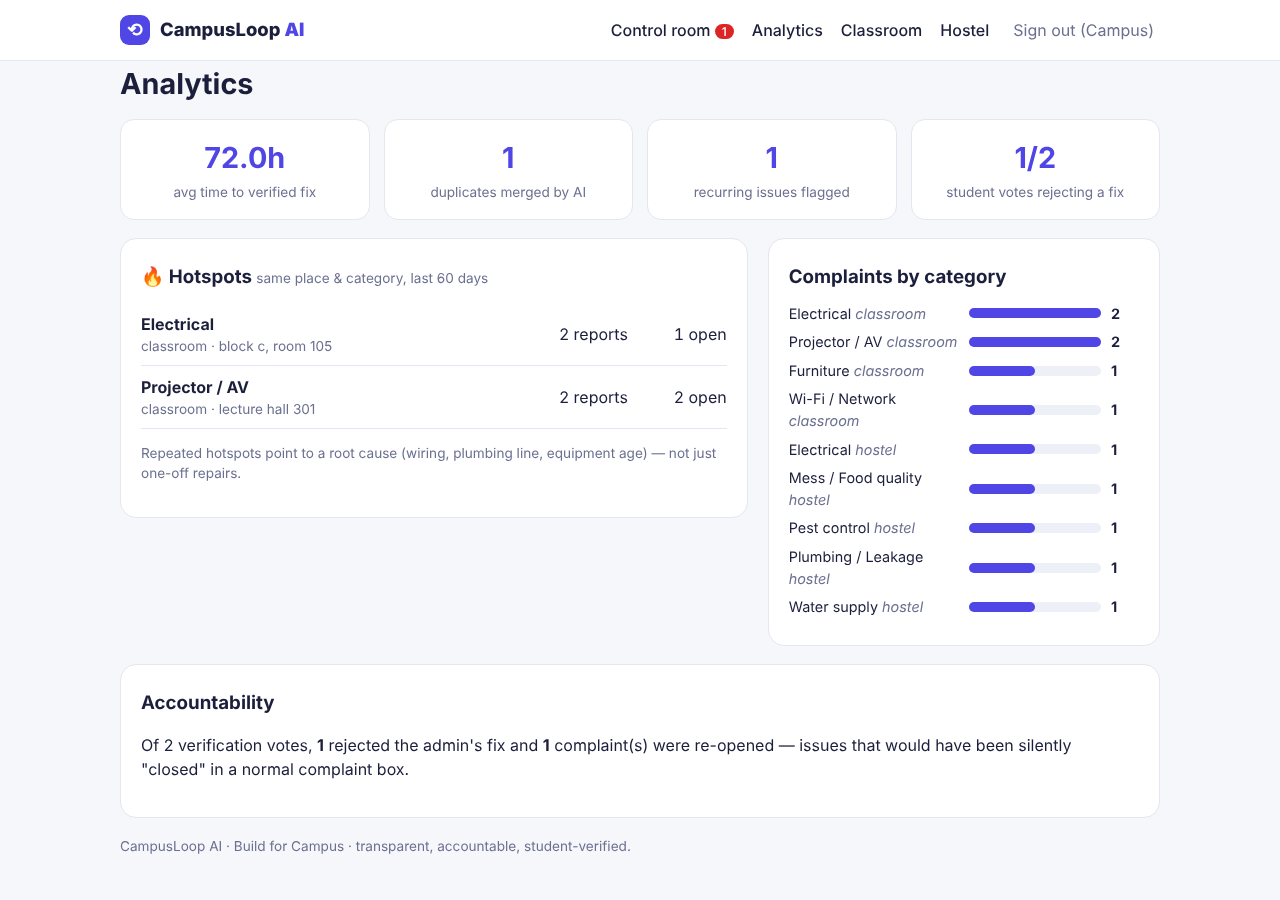 CampusLoop AI
Control room 1 Analytics Classroom Hostel Sign out (Campus)
Analytics
72.0h
avg time to verified fix
1
duplicates merged by AI
1
recurring issues flagged
1/2
student votes rejecting a fix
🔥 Hotspots same place & category, last 60 days
Electrical
classroom · block c, room 105
2 reports 1 open
Projector / AV
classroom · lecture hall 301
2 reports 2 open
Repeated hotspots point to a root cause (wiring, plumbing line, equipment age) — not just
one-off repairs.
Complaints by category
Electrical classroom 2
Projector / AV classroom 2
Furniture classroom 1
Wi-Fi / Network
classroom 1
Electrical hostel 1
Mess / Food quality
hostel 1
Pest control hostel 1
Plumbing / Leakage
hostel 1
Water supply hostel 1
Accountability
Of 2 verification votes, 1 rejected the admin's fix and 1 complaint(s) were re-opened — issues that would have been silently
"closed" in a normal complaint box.
CampusLoop AI · Build for Campus · transparent, accountable, student-verified.